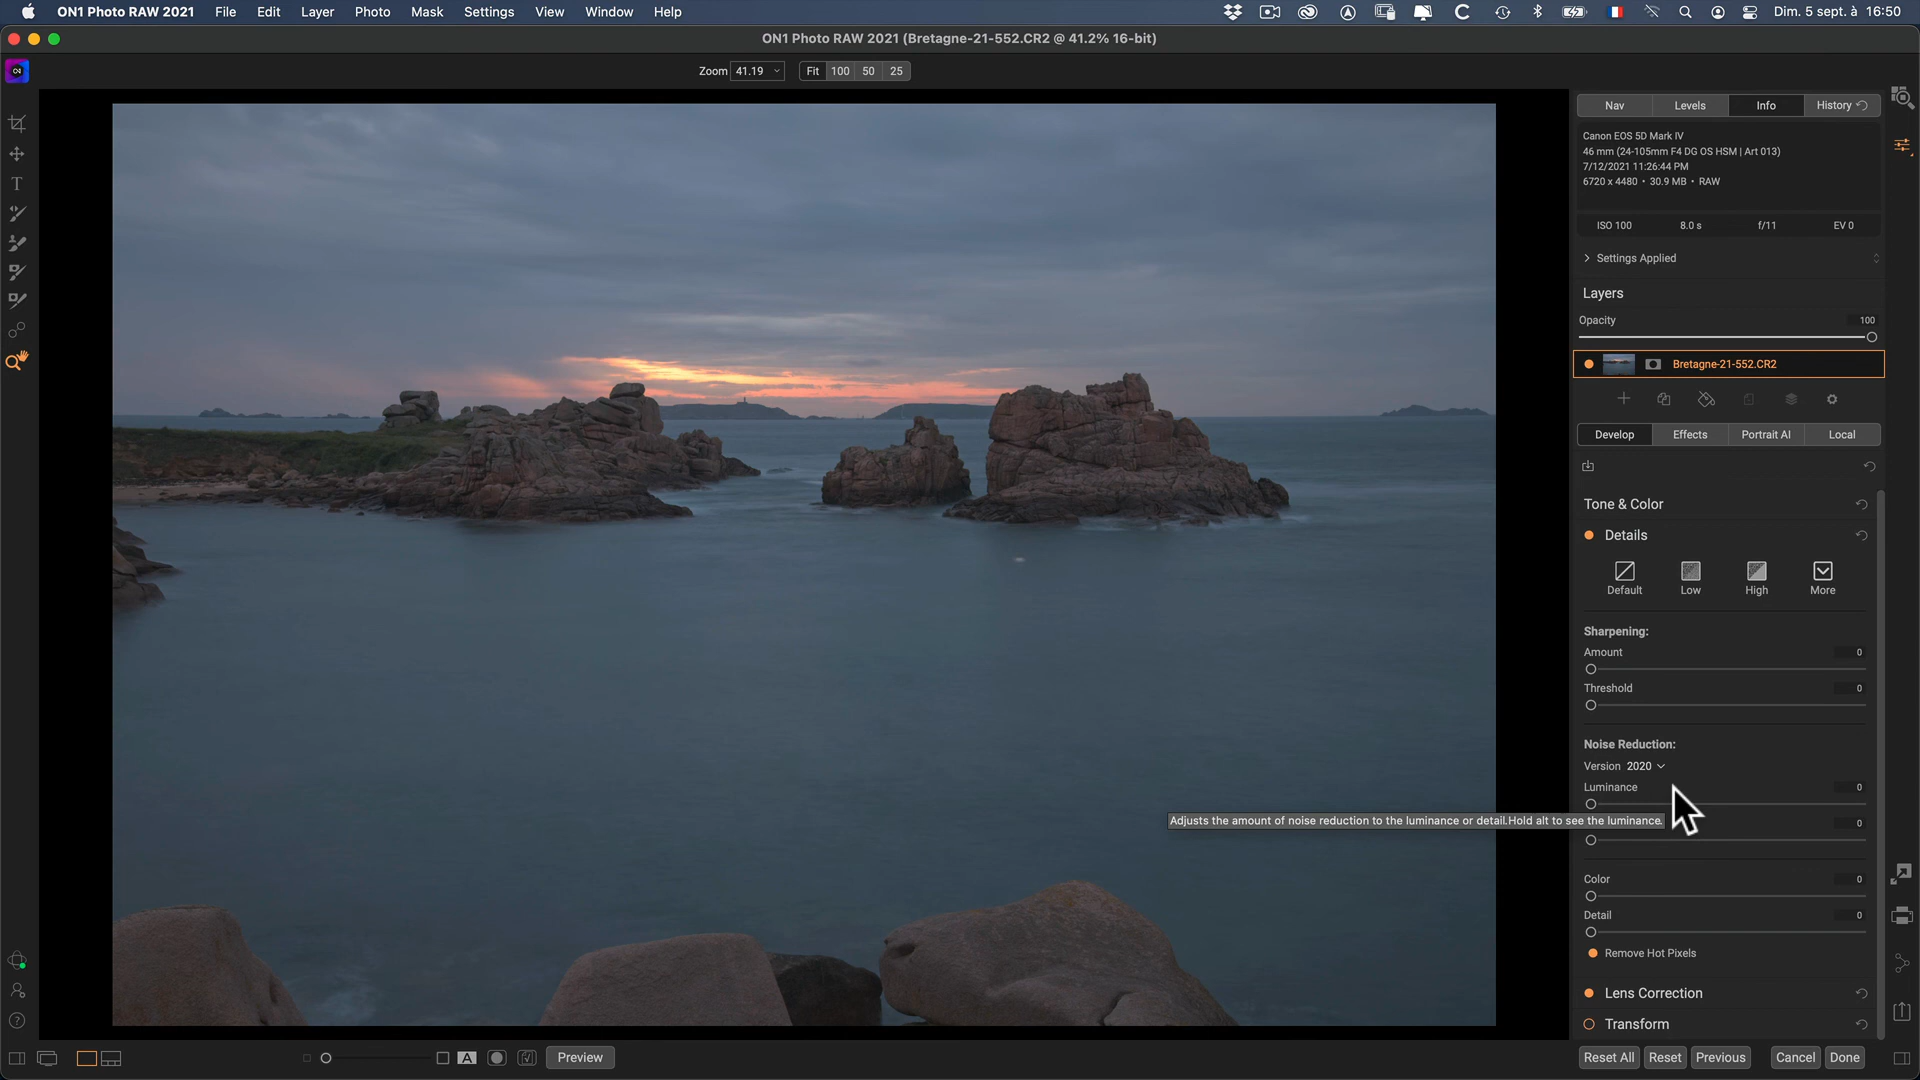 ON1 Photo RAW 2021 File Edit Layer Photo Mask Settings View Window Help Dim. 5 sept. à 16:50
ON1 Photo RAW 2021 (Bretagne-21-552.CR2 @ 41.2% 16-bit)
Zoom 41.19 Fit 100 50 25
Nav Levels Info History
Canon EOS 5D Mark IV
46 mm (24-105mm F4 DG OS HSM | Art 013)
7/12/2021 11:26:44 PM
6720 x 4480 • 30.9 MB • RAW
ISO 100 8.0 s f/11 EV 0
Settings Applied
Layers
Opacity 100
Bretagne-21-552.CR2
Develop Effects Portrait AI Local
Tone & Color
Details
Default Low High More
Sharpening:
Amount 0
Threshold 0
Noise Reduction:
Version 2020
Luminance 0
Adjusts the amount of noise reduction to the luminance or detail.Hold alt to see the luminance.
0
Color 0
Detail 0
Remove Hot Pixels
Lens Correction
Transform
A Preview Reset All Reset Previous Cancel Done